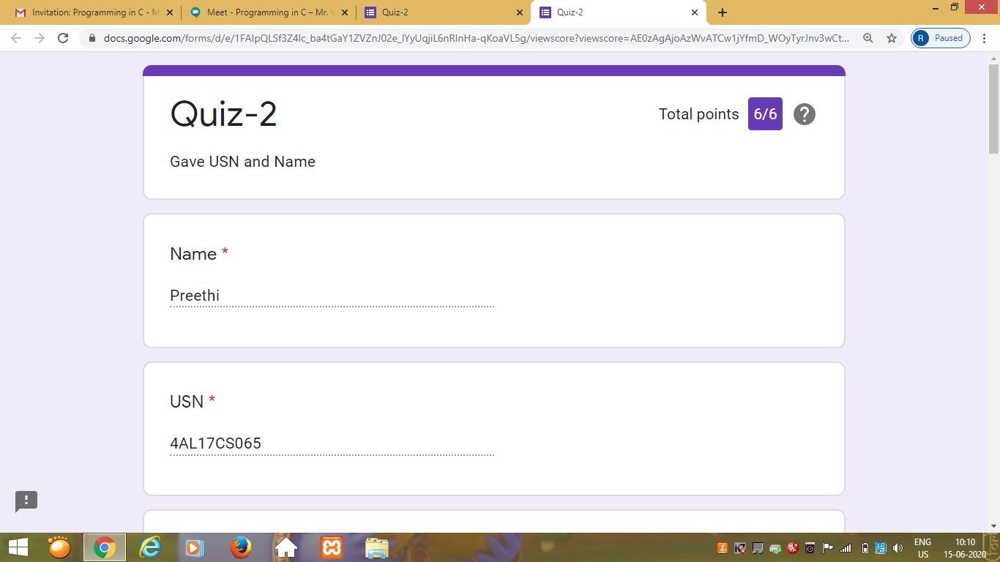 Invitation: Programming in C - M
Meet - Programming in C – Mr. V
Quiz-2
Quiz-2
docs.google.com/forms/d/e/1FAIpQLSf3Z4lc_ba4tGaY1ZVZnJ02e_lYyUqjiL6nRlnHa-qKoaVL5g/viewscore?viewscore=AE0zAgAjoAzWvATCw1jYfmD_WOyTyrJnv3wCt...
R Paused
Quiz-2
Total points 6/6
Gave USN and Name
Name *
Preethi
USN *
4AL17CS065
ENG 10:10
US 15-06-2020